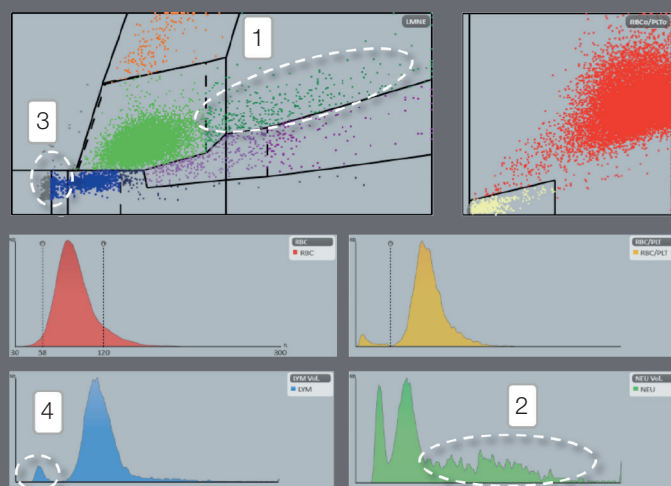 LMNE
RBCo/PLTo
1
3
RBC
RBC
30 58 120 300
RBC/PLT
RBC/PLT
LYM Vol.
LYM
4
NEU Vol.
NEU
2